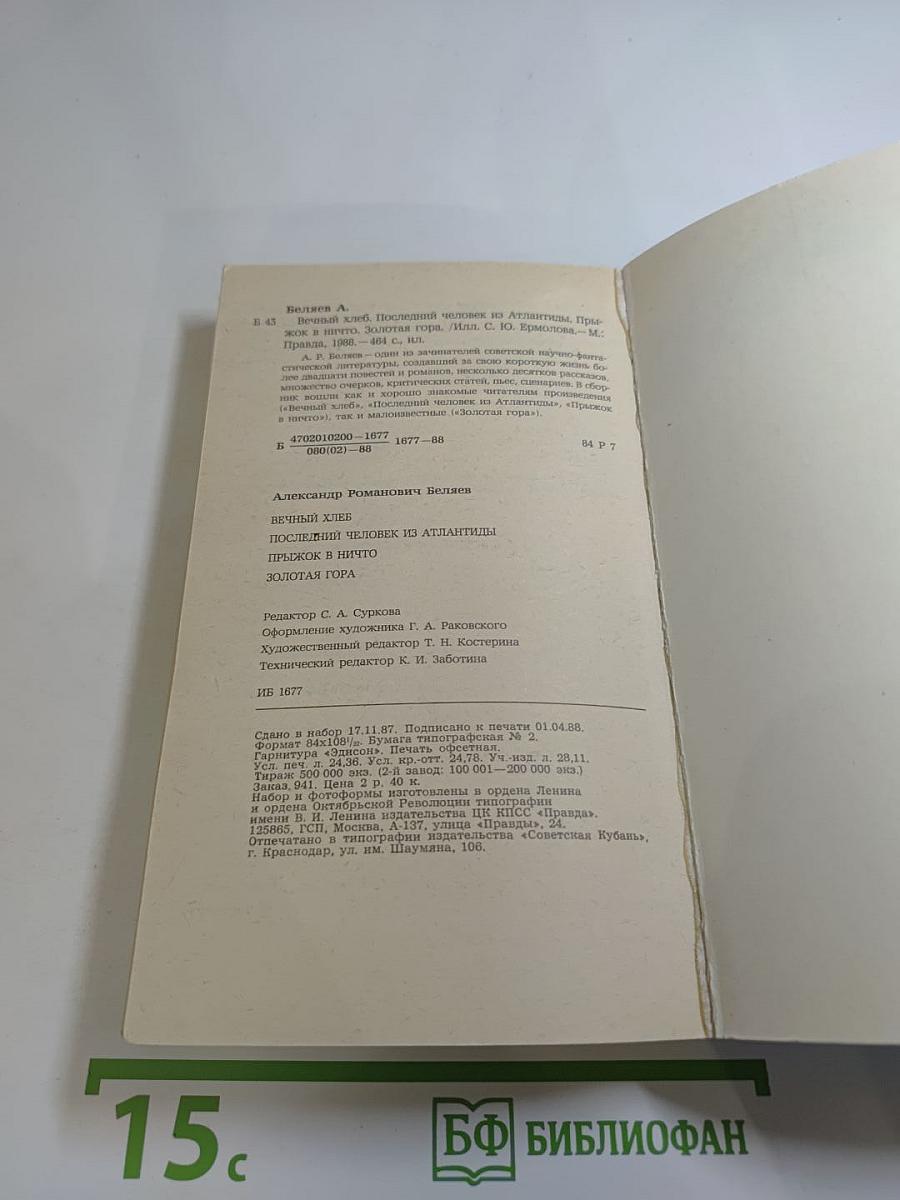 Беляев А.
Б 43 Вечный хлеб. Последний человек из Атлантиды. Пры-
жок в ничто. Золотая гора. /Илл. С. Ю. Ермолова.— М.:
Правда, 1988.— 464 с., ил.
А. Р. Беляев — один из зачинателей советской научно-фанта-
стической литературы, создавший за свою короткую жизнь бо-
лее двадцати повестей и романов, несколько десятков рассказов,
множество очерков, критических статей, пьес, сценариев. В сбор-
ник вошли как и хорошо знакомые читателям произведения
(«Вечный хлеб», «Последний человек из Атлантиды», «Прыжок
в ничто»), так и малоизвестные («Золотая гора»).
Б 4702010200—1677 1677—88
080(02)—88
84 Р 7
Александр Романович Беляев
ВЕЧНЫЙ ХЛЕБ
ПОСЛЕДНИЙ ЧЕЛОВЕК ИЗ АТЛАНТИДЫ
ПРЫЖОК В НИЧТО
ЗОЛОТАЯ ГОРА
Редактор С. А. Суркова
Оформление художника Г. А. Раковского
Художественный редактор Т. Н. Костерина
Технический редактор К. И. Заботина
ИБ 1677
Сдано в набор 17.11.87. Подписано к печати 01.04.88.
Формат 84х108¹/₃₂. Бумага типографская № 2.
Гарнитура «Эдисон». Печать офсетная.
Усл. печ. л. 24,36. Усл. кр.-отт. 24,78. Уч.-изд. л. 28,11.
Тираж 500 000 экз. (2-й завод: 100 001—200 000 экз.)
Заказ 941. Цена 2 р. 40 к.
Набор и фотоформы изготовлены в ордена Ленина
и ордена Октябрьской Революции типографии
имени В. И. Ленина издательства ЦК КПСС «Правда».
125865, ГСП, Москва, А-137, улица «Правды», 24.
Отпечатано в типографии издательства «Советская Кубань»,
г. Краснодар, ул. им. Шаумяна, 106.
15 с
БФ БИБЛИОФАН